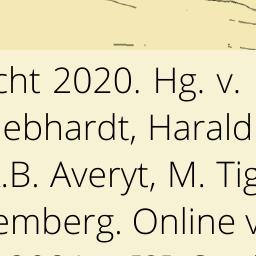 cht 2020. Hg. v.
ebhardt, Harald
.B. Averyt, M. Tig
emberg. Online v